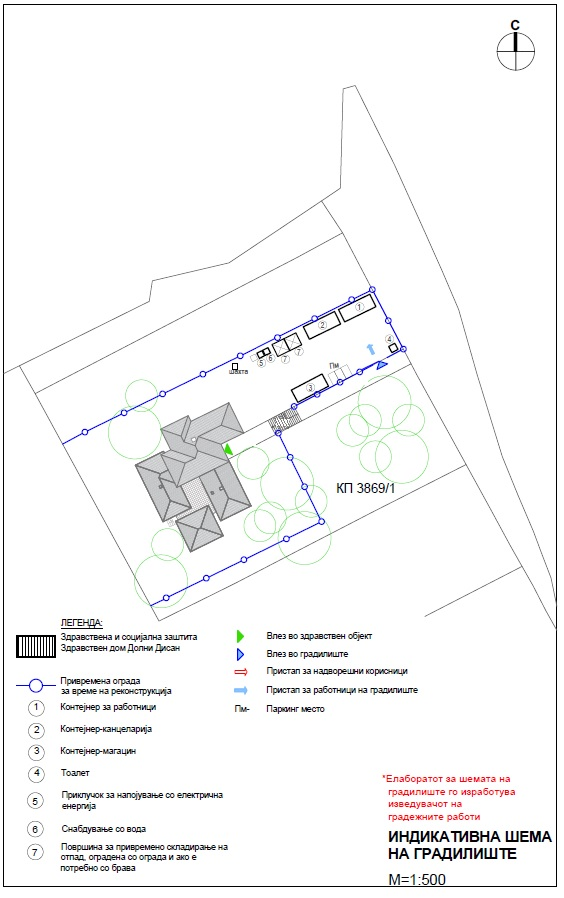 С
1
2
7
7
6
5
шахта
4
Пм
3
КП 3869/1
ЛЕГЕНДА:
Здравствена и социјална заштита
Здравствен дом Долни Дисан
Привремена ограда
за време на реконструкција
1 Контејнер за работници
2 Контејнер-канцеларија
3 Контејнер-магацин
4 Тоалет
5 Приклучок за напојување со електрична
енергија
6 Снабдување со вода
7 Површина за привремено складирање на
отпад, оградена со ограда и ако е
потребно со брава
Влез во здравствен објект
Влез во градилиште
Пристап за надворешни корисници
Пристап за работници на градилиште
Пм- Паркинг место
*Елаборатот за шемата на
градилиште го изработува
изведувачот на
градежните работи
ИНДИКАТИВНА ШЕМА
НА ГРАДИЛИШТЕ
М=1:500